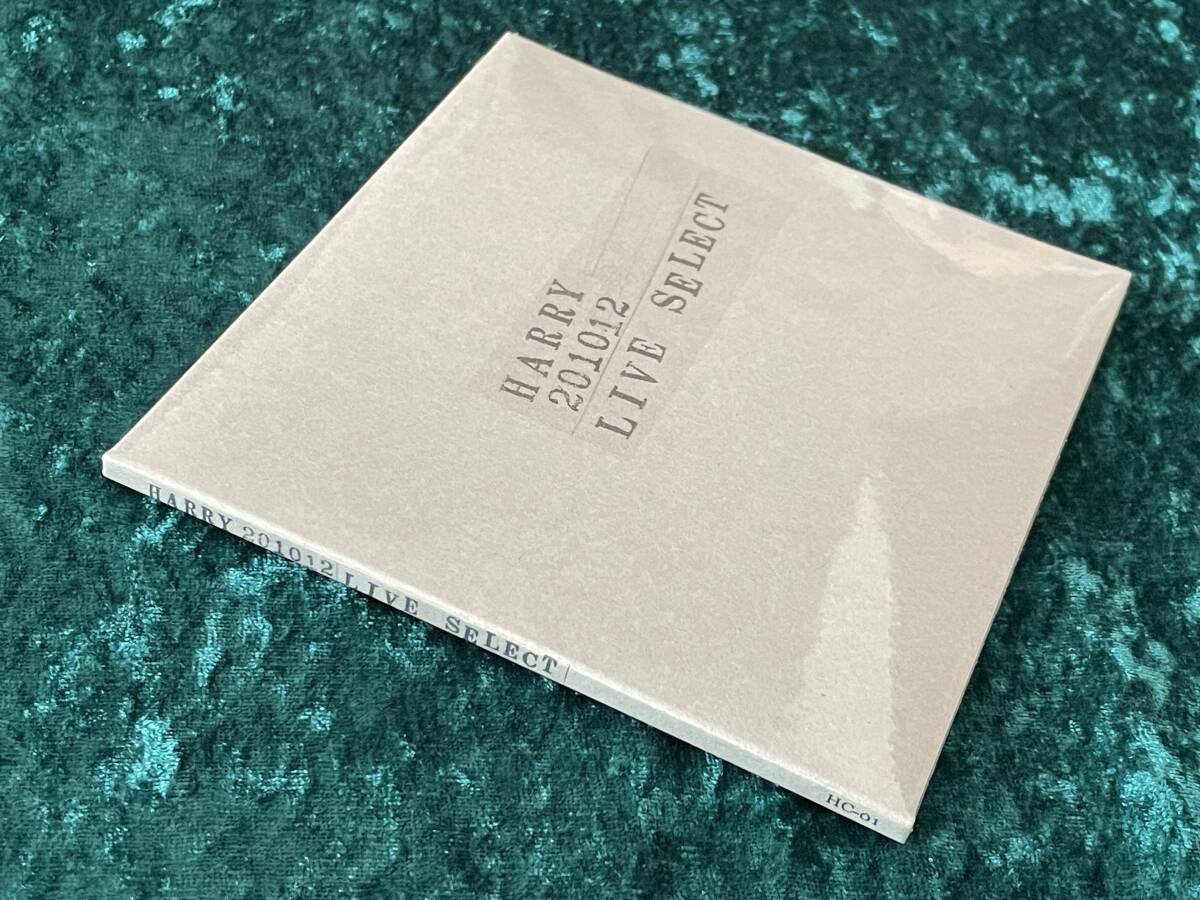 HARRY
201012
LIVE SELECT
HARRY 201012 LIVE SELECT
HC-01